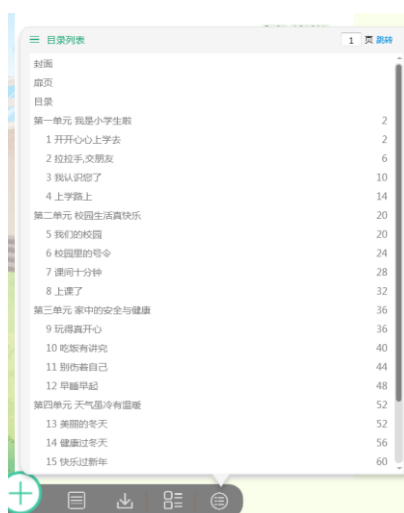 目录列表 1 页 跳转
封面
扉页
目录
第一单元 我是小学生啦 2
1 开开心心上学去 2
2 拉拉手,交朋友 6
3 我认识您了 10
4 上学路上 14
第二单元 校园生活真快乐 20
5 我们的校园 20
6 校园里的号令 24
7 课间十分钟 28
8 上课了 32
第三单元 家中的安全与健康 36
9 玩得真开心 36
10 吃饭有讲究 40
11 别伤着自己 44
12 早睡早起 48
第四单元 天气虽冷有温暖 52
13 美丽的冬天 52
14 健康过冬天 56
15 快乐过新年 60